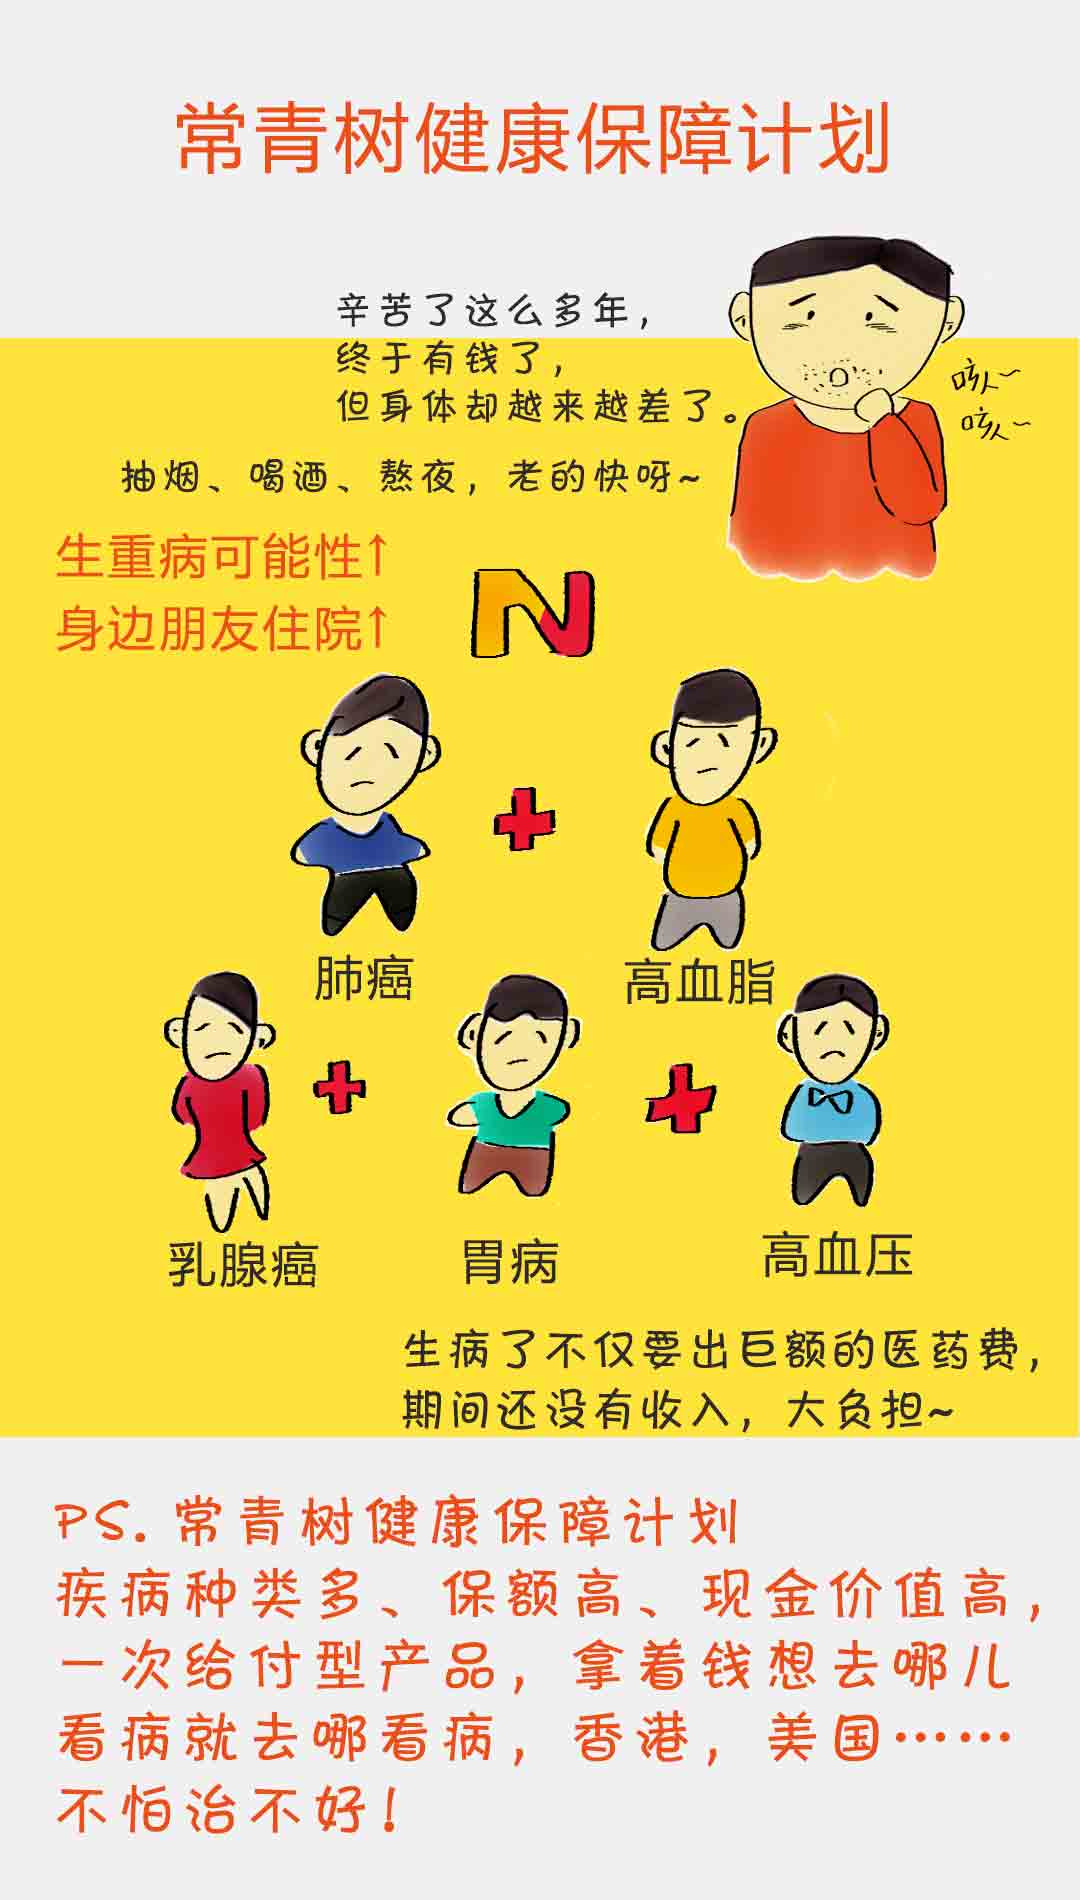 常青树健康保障计划
辛苦了这么多年，
终于有钱了，
但身体却越来越差了。
咳~
咳~
抽烟、喝酒、熬夜，老的快呀~
生重病可能性↑
身边朋友住院↑
N
+
肺癌
高血脂
+
+
乳腺癌
胃病
高血压
生病了不仅要出巨额的医药费，
期间还没有收入，大负担~
PS.常青树健康保障计划
疾病种类多、保额高、现金价值高，
一次给付型产品，拿着钱想去哪儿
看病就去哪看病，香港，美国……
不怕治不好！